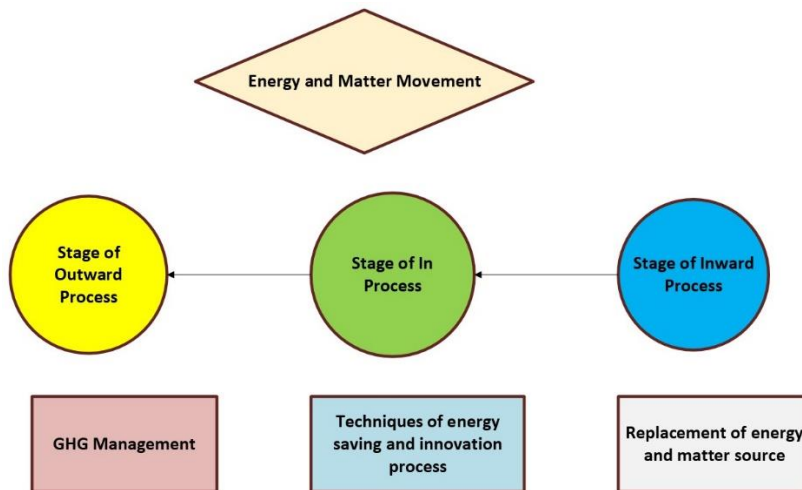 Energy and Matter Movement
Stage of
Outward
Process
Stage of In
Process
Stage of Inward
Process
GHG Management
Techniques of energy
saving and innovation
process
Replacement of energy
and matter source